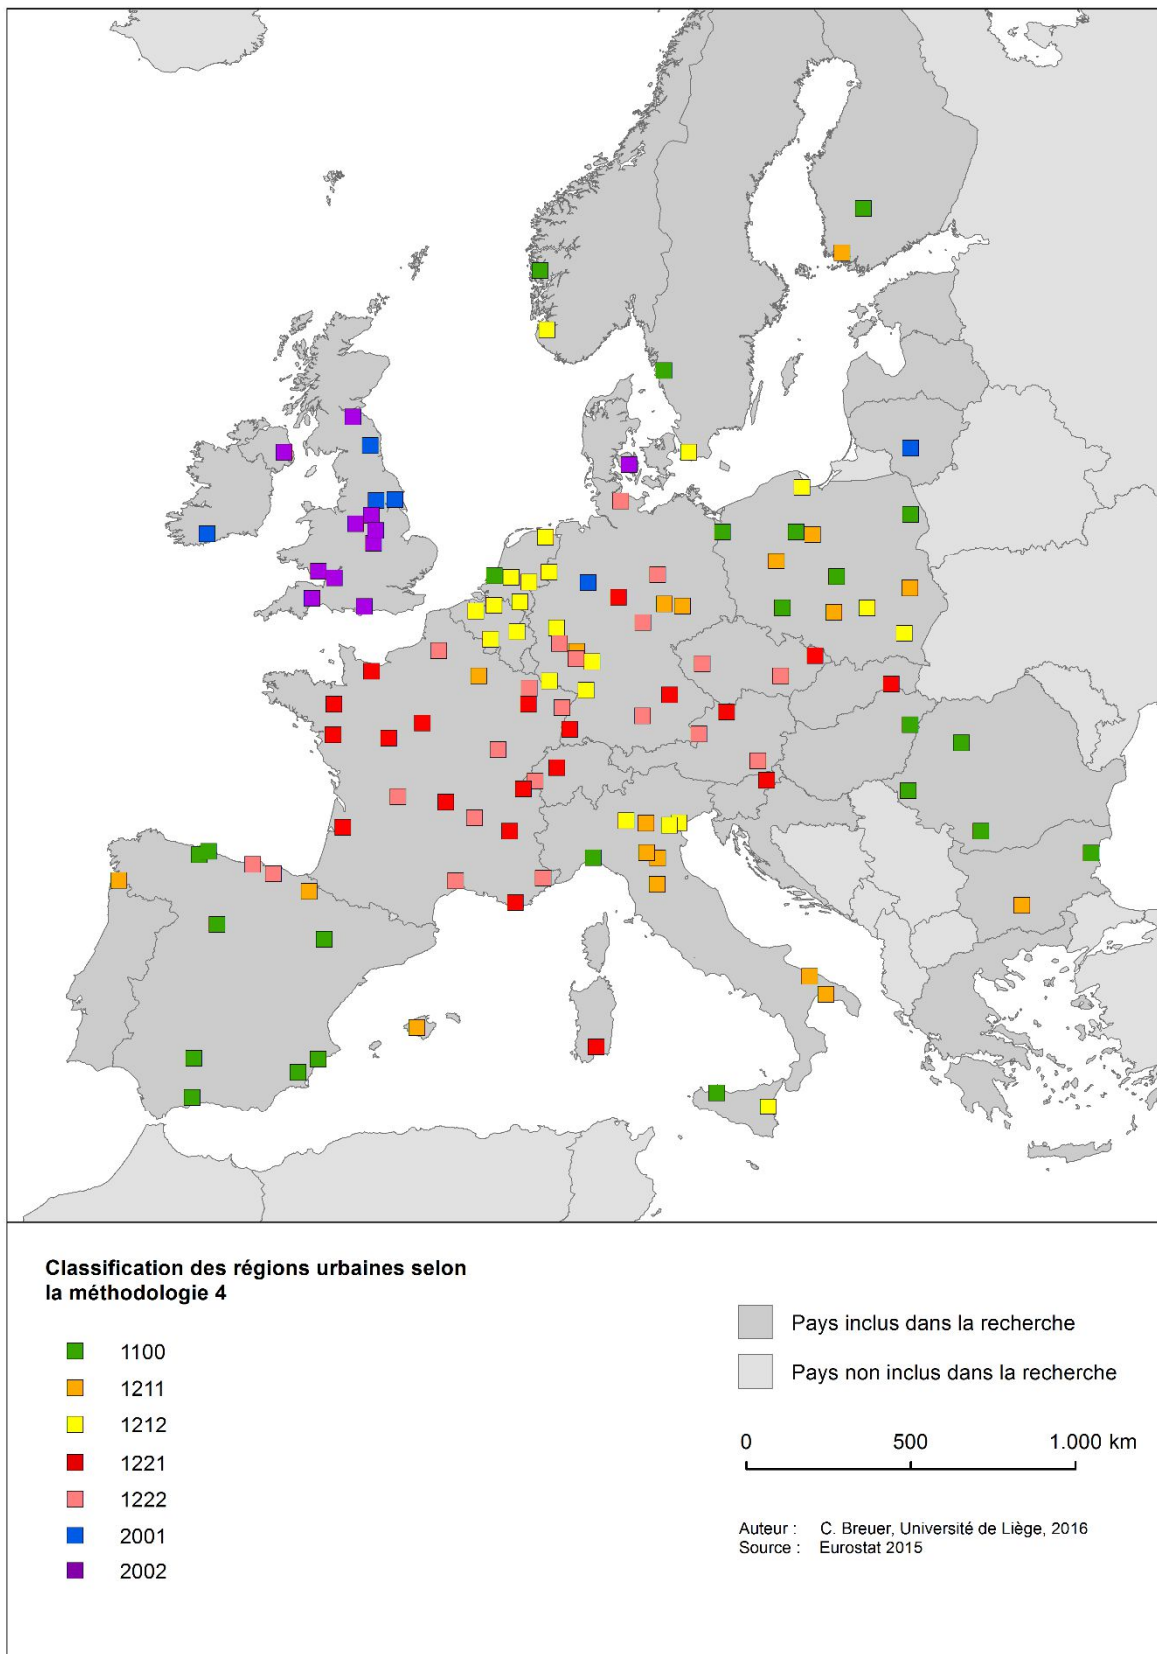 Classification des régions urbaines selon
la méthodologie 4
1100
1211
1212
1221
1222
2001
2002
Pays inclus dans la recherche
Pays non inclus dans la recherche
0 500 1.000 km
Auteur : C. Breuer, Université de Liège, 2016
Source : Eurostat 2015